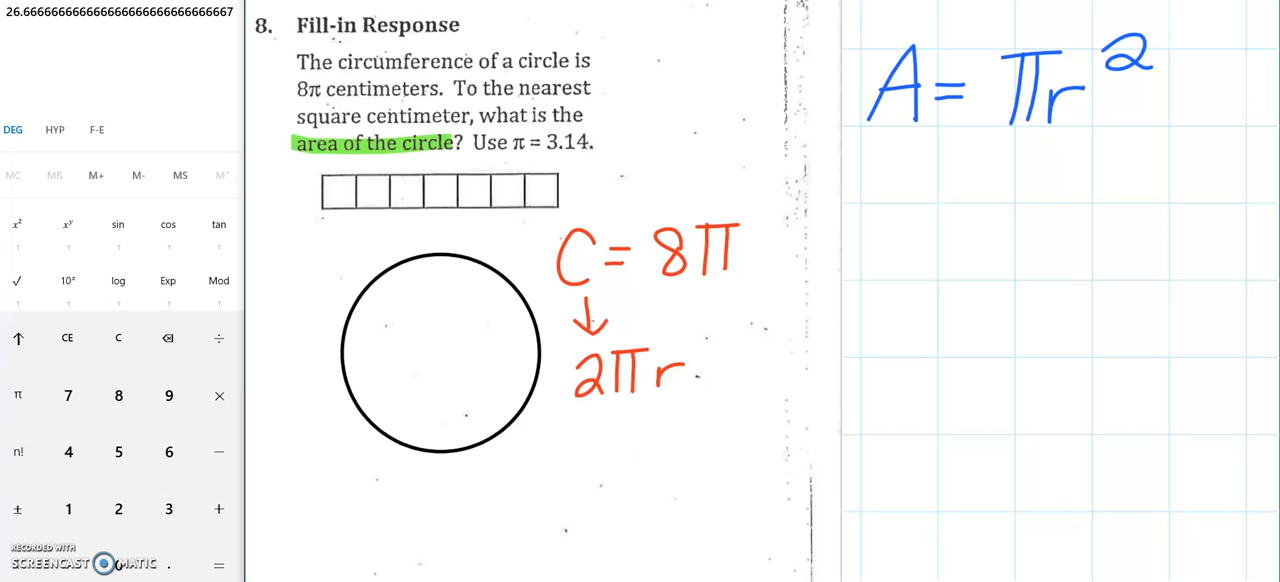 26.6666666666666666666666666666667
DEG HYP F-E
MC MR M+ M- MS M˅
x² xʸ sin cos tan
↑ ↑ ↑ ↑ ↑
√ 10ˣ log Exp Mod
↑ ↑ ↑ ↑ ↑
↑ CE C ⌫ ÷
π 7 8 9 ×
n! 4 5 6 −
± 1 2 3 +
0 . =
RECORDED WITH
SCREENCAST MATIC
8. Fill-in Response
The circumference of a circle is
8π centimeters. To the nearest
square centimeter, what is the
area of the circle? Use π = 3.14.
C = 8π
↓
2πr
A = πr²